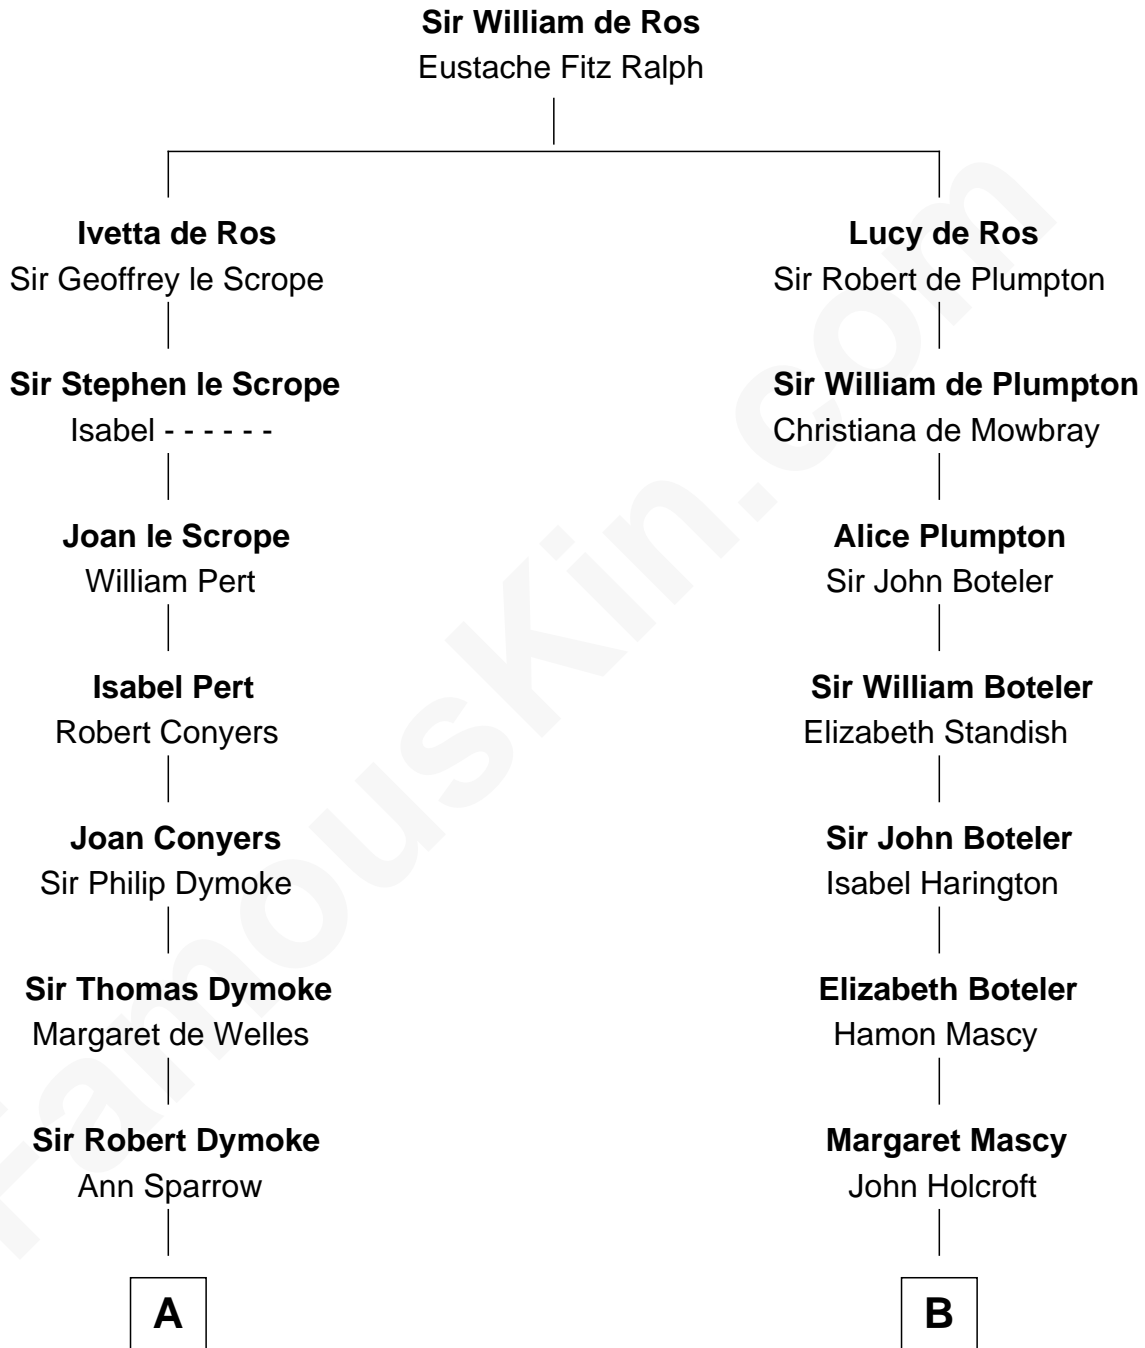 Sir William de Ros
Eustache Fitz Ralph
Ivetta de Ros
Sir Geoffrey le Scrope
Sir Stephen le Scrope
Isabel - - - - - -
Joan le Scrope
William Pert
Isabel Pert
Robert Conyers
Joan Conyers
Sir Philip Dymoke
Sir Thomas Dymoke
Margaret de Welles
Sir Robert Dymoke
Ann Sparrow
A
Lucy de Ros
Sir Robert de Plumpton
Sir William de Plumpton
Christiana de Mowbray
Alice Plumpton
Sir John Boteler
Sir William Boteler
Elizabeth Standish
Sir John Boteler
Isabel Harington
Elizabeth Boteler
Hamon Mascy
Margaret Mascy
John Holcroft
B
FamousKin.com